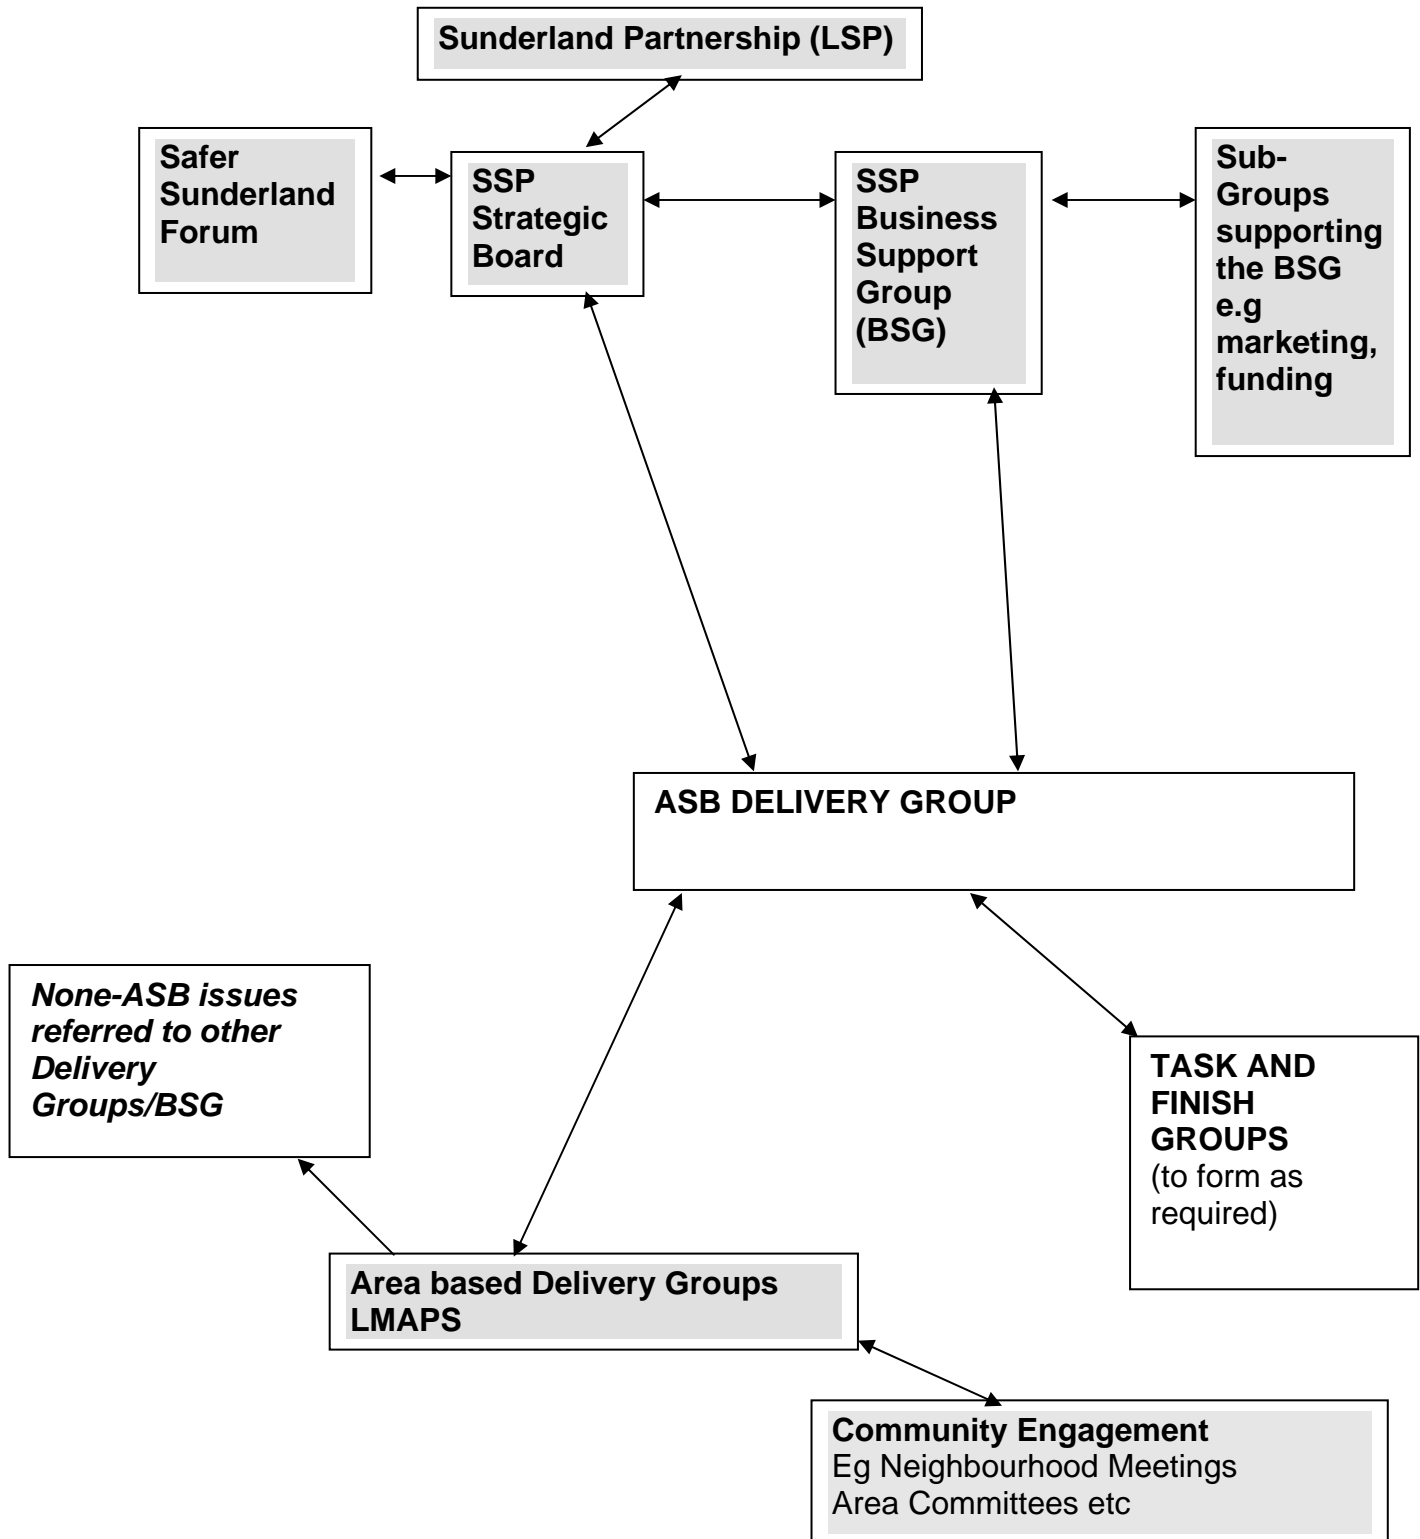 Sunderland Partnership (LSP)
Safer
Sunderland
Forum
SSP
Strategic
Board
SSP
Business
Support
Group
(BSG)
Sub-
Groups
supporting
the BSG
e.g
marketing,
funding
ASB DELIVERY GROUP
None-ASB issues
referred to other
Delivery
Groups/BSG
TASK AND
FINISH
GROUPS
(to form as
required)
Area based Delivery Groups
LMAPS
Community Engagement
Eg Neighbourhood Meetings
Area Committees etc